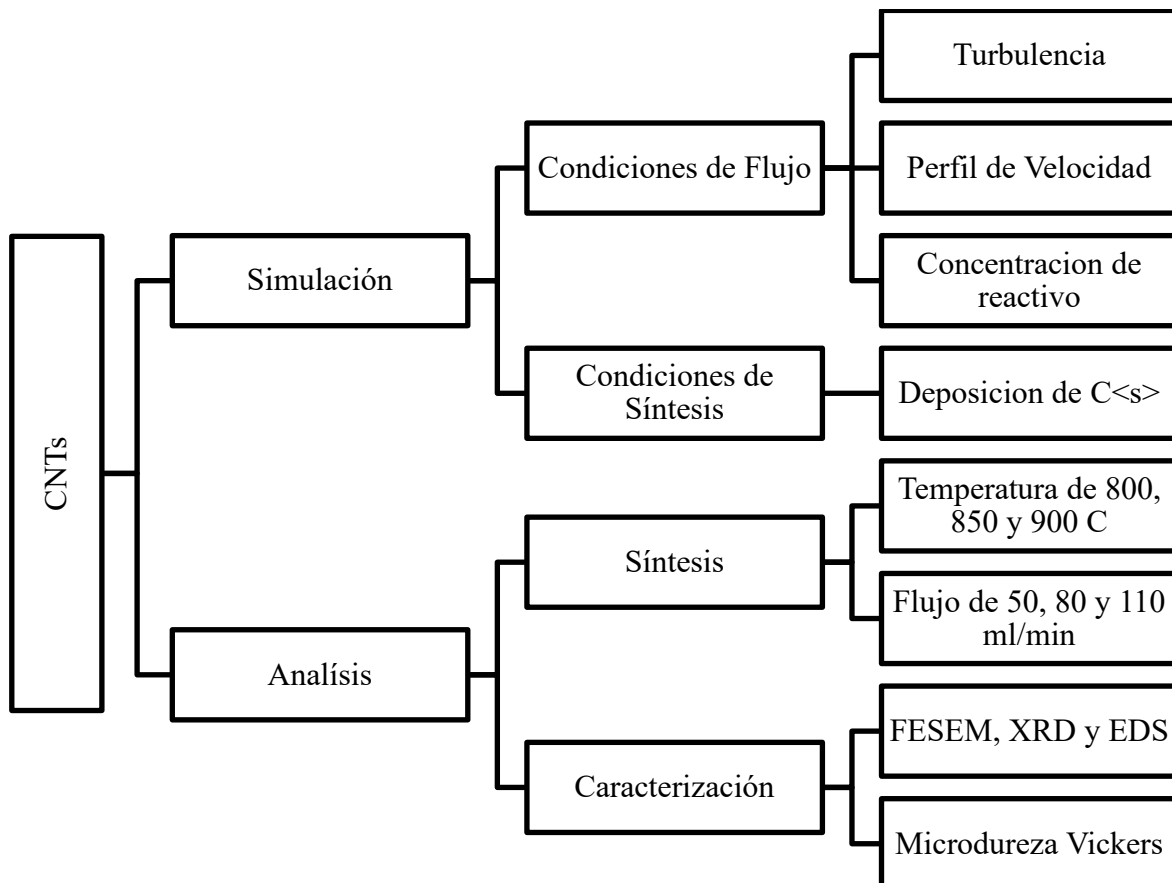 Turbulencia
Condiciones de Flujo
Perfil de Velocidad
Simulación
Concentracion de
reactivo
Condiciones de
Síntesis
Deposicion de C<s>
CNTs
Temperatura de 800,
850 y 900 C
Síntesis
Flujo de 50, 80 y 110
ml/min
Analísis
FESEM, XRD y EDS
Caracterización
Microdureza Vickers